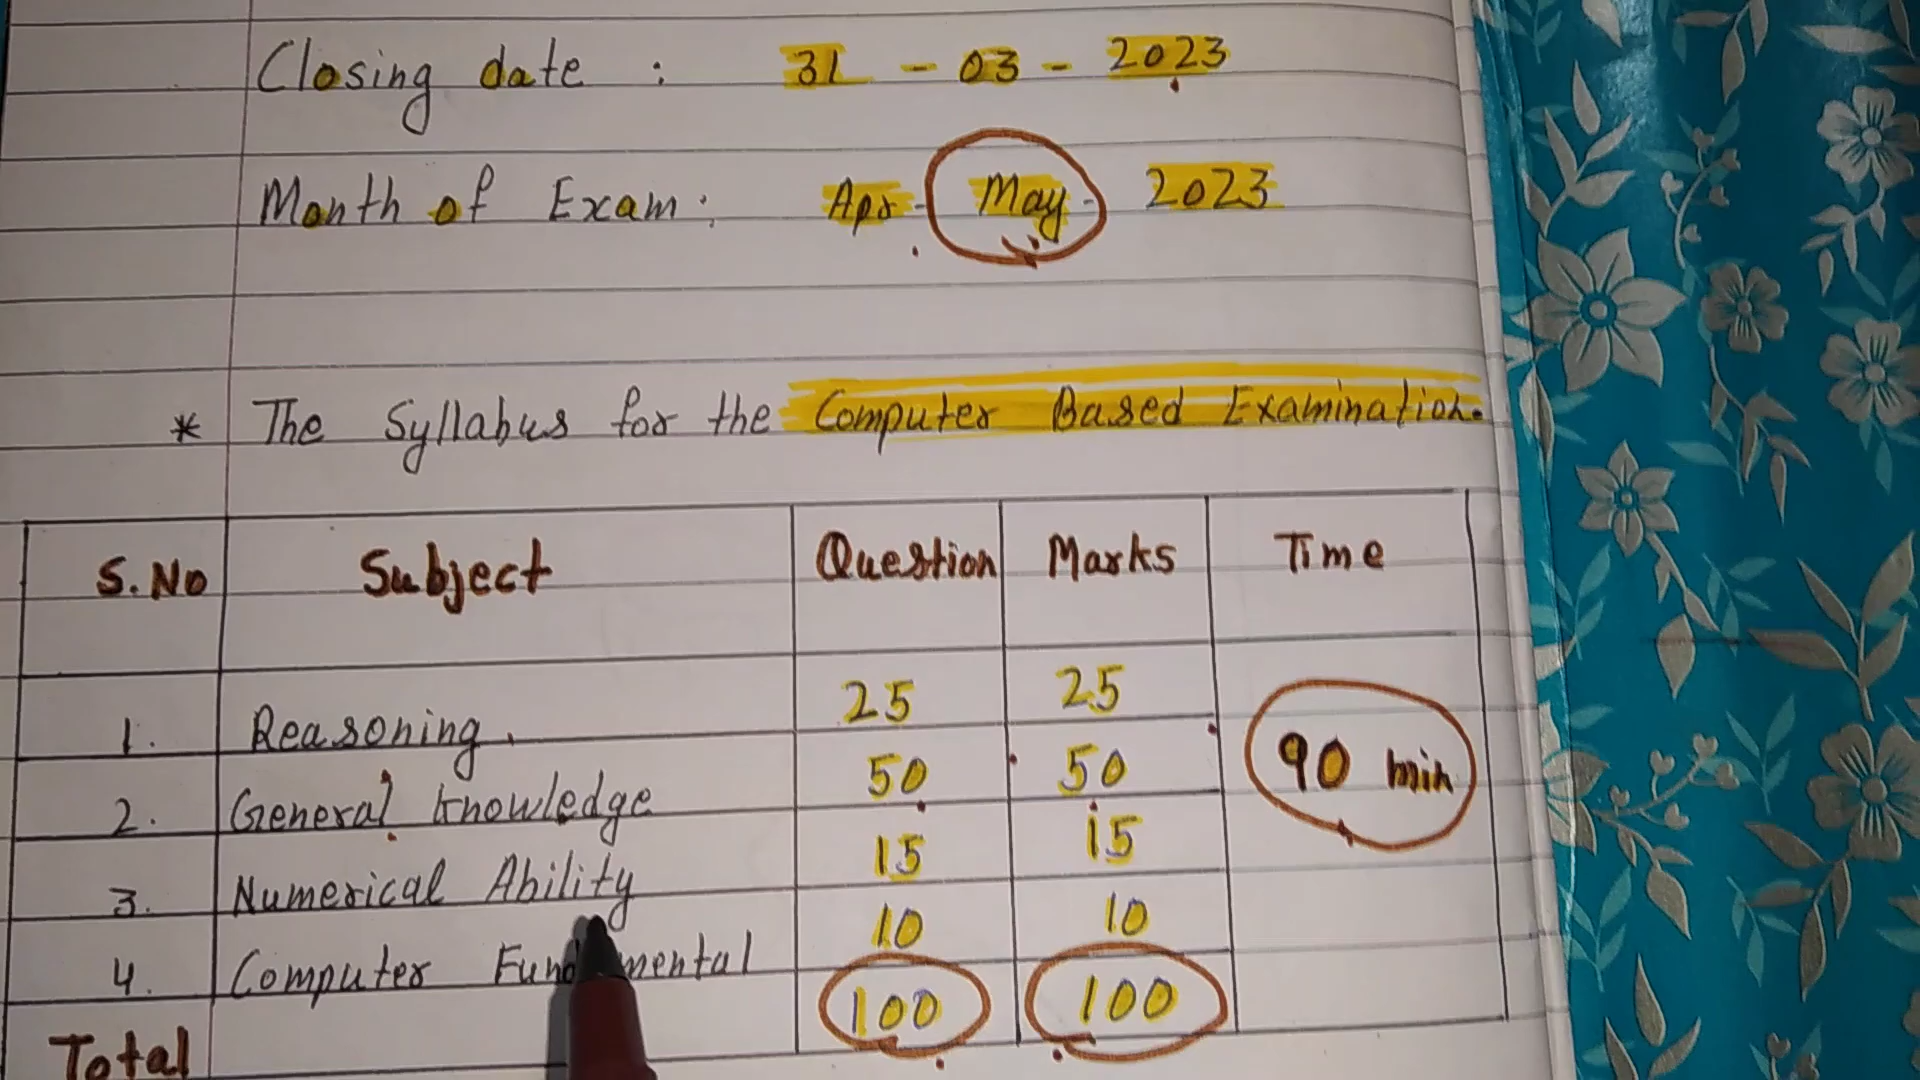 Closing date : 31 - 03 - 2023
Month of Exam : Apr - May - 2023
* The Syllabus for the Computer Based Examination.
S.No Subject Question Marks Time
1. Reasoning. 25 25 90 min
2. General knowledge 50 50
3. Numerical Ability 15 15
4. Computer 10 10
Total 100 100